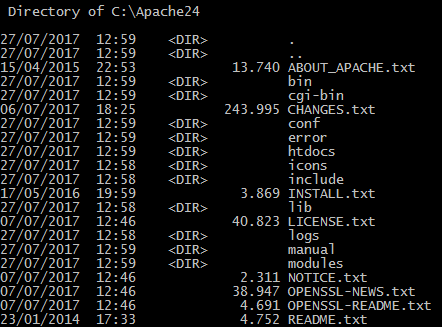 Directory of C:\Apache24
27/07/2017 12:59 <DIR> .
27/07/2017 12:59 <DIR> ..
15/04/2015 22:53 13.740 ABOUT_APACHE.txt
27/07/2017 12:59 <DIR> bin
27/07/2017 12:59 <DIR> cgi-bin
06/07/2017 18:25 243.995 CHANGES.txt
27/07/2017 12:59 <DIR> conf
27/07/2017 12:59 <DIR> error
27/07/2017 12:59 <DIR> htdocs
27/07/2017 12:58 <DIR> icons
27/07/2017 12:58 <DIR> include
17/05/2016 19:59 3.869 INSTALL.txt
27/07/2017 12:58 <DIR> lib
07/07/2017 12:46 40.823 LICENSE.txt
27/07/2017 12:58 <DIR> logs
27/07/2017 12:59 <DIR> manual
27/07/2017 12:59 <DIR> modules
07/07/2017 12:46 2.311 NOTICE.txt
07/07/2017 12:46 38.947 OPENSSL-NEWS.txt
07/07/2017 12:46 4.691 OPENSSL-README.txt
23/01/2014 17:33 4.752 README.txt